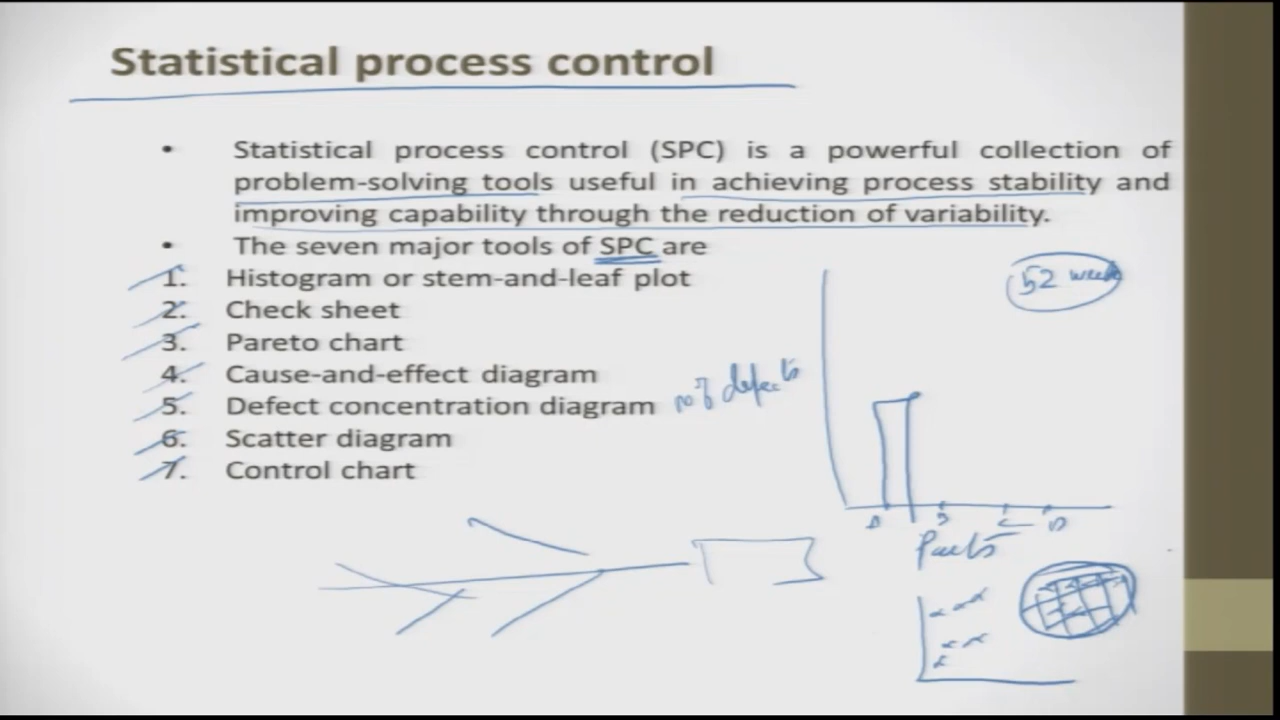 Statistical process control
• Statistical process control (SPC) is a powerful collection of
problem-solving tools useful in achieving process stability and
improving capability through the reduction of variability.
• The seven major tools of SPC are
1. Histogram or stem-and-leaf plot
2. Check sheet
3. Pareto chart
4. Cause-and-effect diagram
5. Defect concentration diagram
6. Scatter diagram
7. Control chart
52 week
no of defects
A B C D
Parts